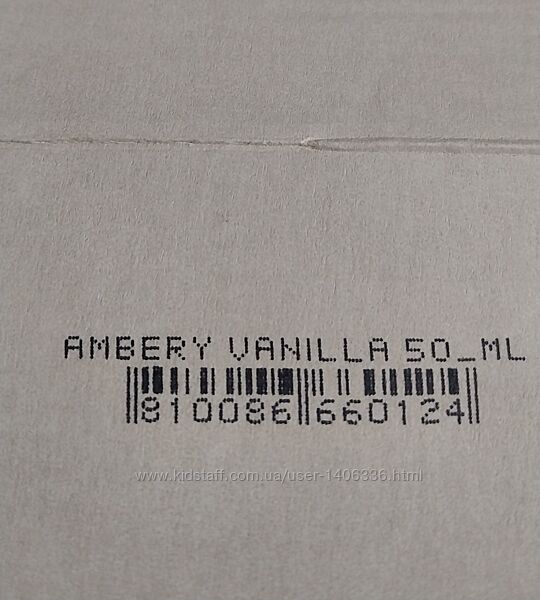 AMBERY VANILLA 50_ML
810086 660124
www.kidstaff.com.ua/user-1406336.html